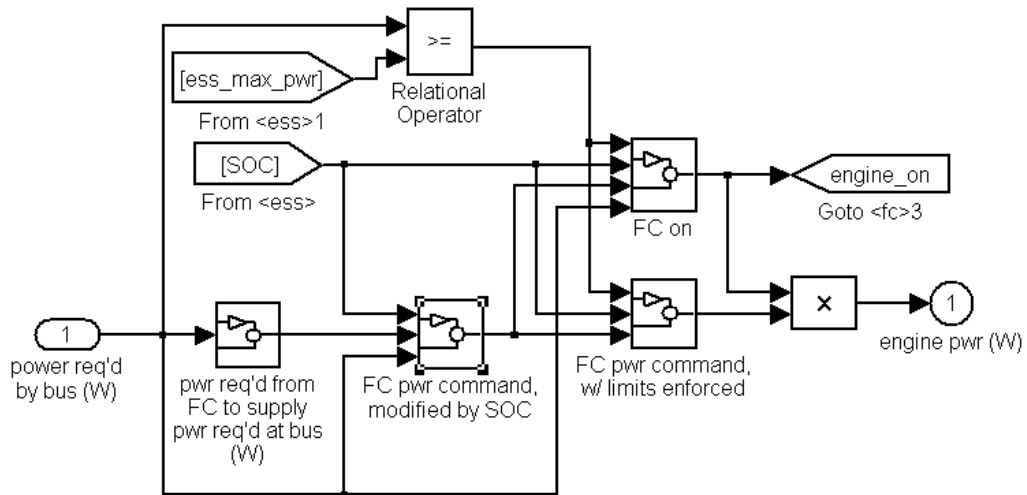 >=
[ess_max_pwr]
Relational
Operator
From <ess>1
[SOC]
From <ess>
engine_on
Goto <fc>3
FC on
1
power req'd
by bus (W)
pwr req'd from
FC to supply
pwr req'd at bus
(W)
FC pwr command,
modified by SOC
FC pwr command,
w/ limits enforced
×
1
engine pwr (W)